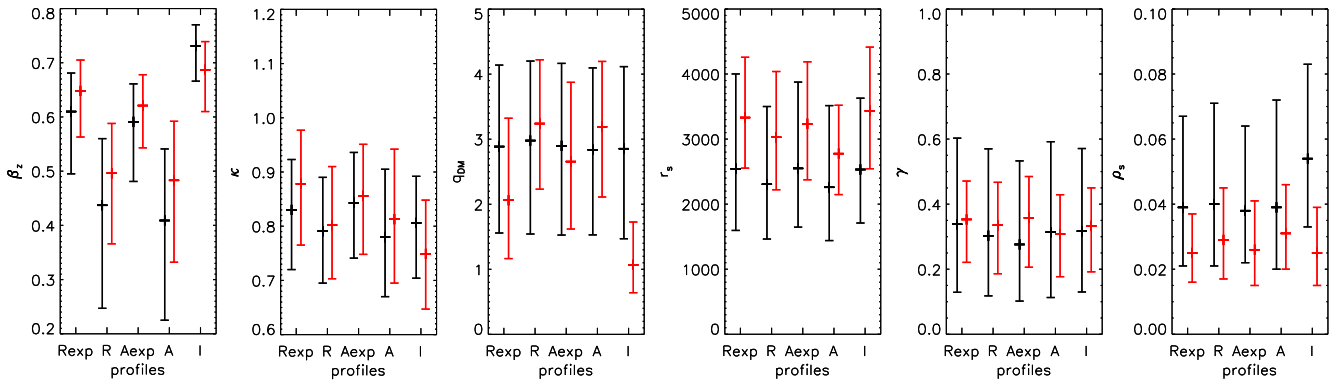 0.8
0.7
0.6
0.5
0.4
0.3
0.2
βz
Rexp R Aexp A I
profiles
1.2
1.1
1.0
0.9
0.8
0.7
0.6
κ
Rexp R Aexp A I
profiles
5
4
3
2
1
0
qDM
Rexp R Aexp A I
profiles
5000
4000
3000
2000
1000
0
rs
Rexp R Aexp A I
profiles
1.0
0.8
0.6
0.4
0.2
0.0
γ
Rexp R Aexp A I
profiles
0.10
0.08
0.06
0.04
0.02
0.00
ρs
Rexp R Aexp A I
profiles